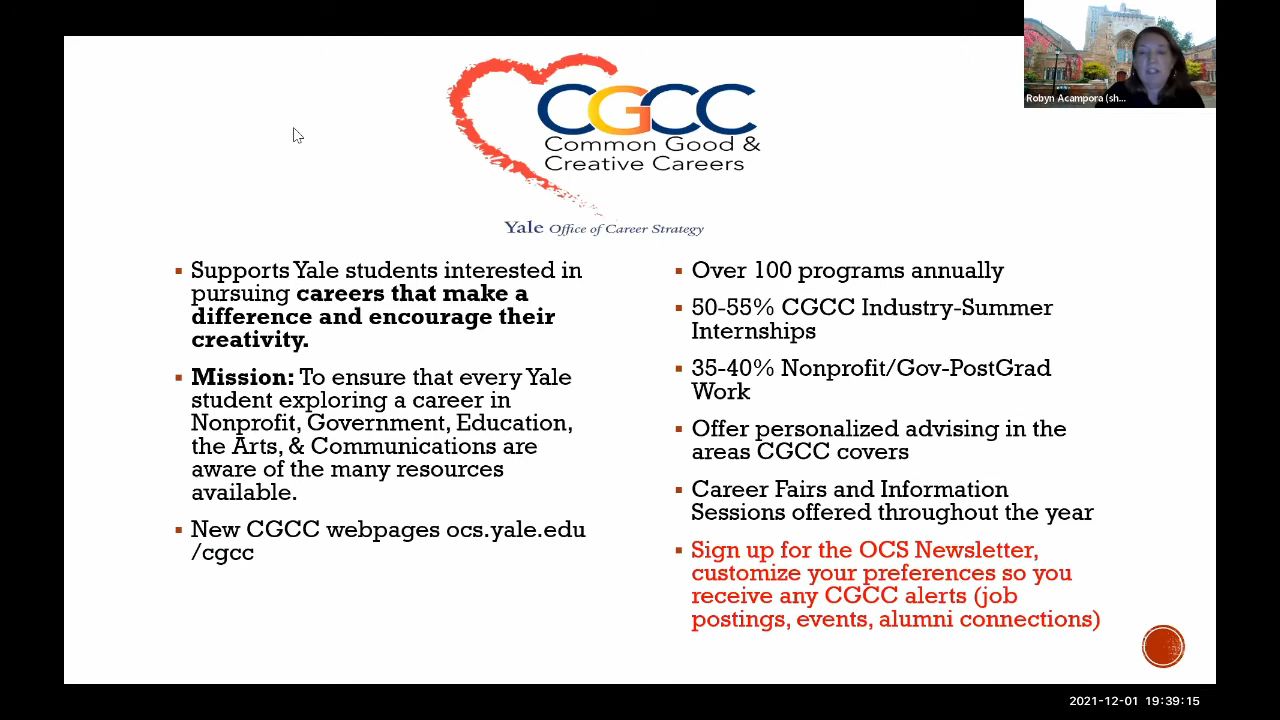 Robyn Acampora (sh...
CGCC
Common Good &
Creative Careers
Yale Office of Career Strategy
▪ Supports Yale students interested in
pursuing careers that make a
difference and encourage their
creativity.
▪ Mission: To ensure that every Yale
student exploring a career in
Nonprofit, Government, Education,
the Arts, & Communications are
aware of the many resources
available.
▪ New CGCC webpages ocs.yale.edu
/cgcc
▪ Over 100 programs annually
▪ 50-55% CGCC Industry-Summer
Internships
▪ 35-40% Nonprofit/Gov-PostGrad
Work
▪ Offer personalized advising in the
areas CGCC covers
▪ Career Fairs and Information
Sessions offered throughout the year
▪ Sign up for the OCS Newsletter,
customize your preferences so you
receive any CGCC alerts (job
postings, events, alumni connections)
2021-12-01 19:39:15